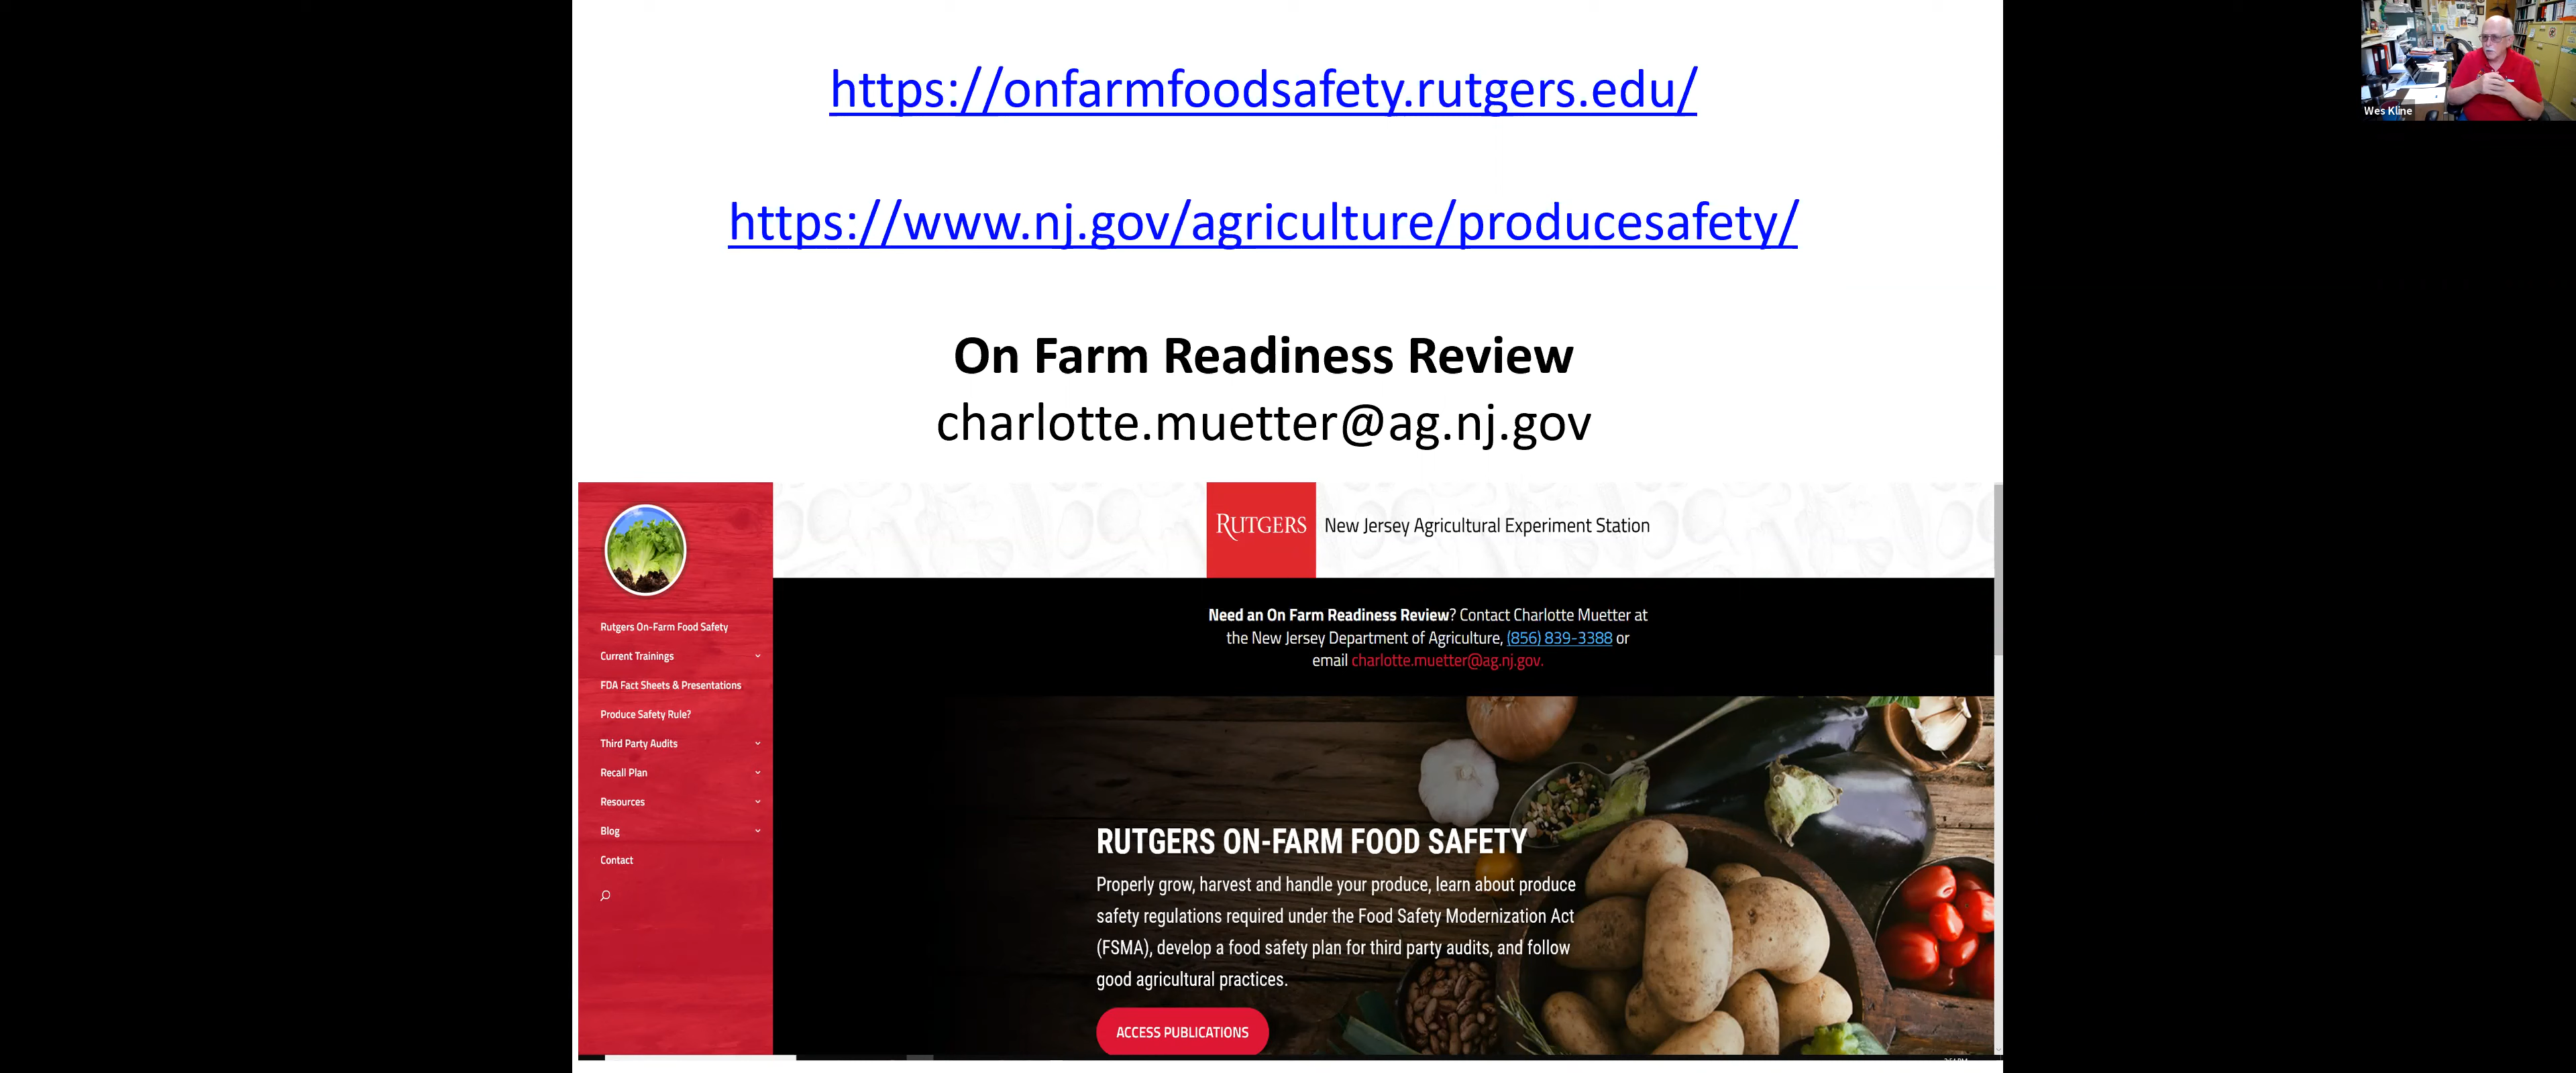 https://onfarmfoodsafety.rutgers.edu/
https://www.nj.gov/agriculture/producesafety/
On Farm Readiness Review
charlotte.muetter@ag.nj.gov
Wes Kline
RUTGERS
New Jersey Agricultural Experiment Station
Need an On Farm Readiness Review? Contact Charlotte Muetter at
the New Jersey Department of Agriculture, (856) 839-3388 or
email charlotte.muetter@ag.nj.gov.
Rutgers On-Farm Food Safety
Current Trainings
FDA Fact Sheets & Presentations
Produce Safety Rule?
Third Party Audits
Recall Plan
Resources
Blog
Contact
RUTGERS ON-FARM FOOD SAFETY
Properly grow, harvest and handle your produce, learn about produce
safety regulations required under the Food Safety Modernization Act
(FSMA), develop a food safety plan for third party audits, and follow
good agricultural practices.
ACCESS PUBLICATIONS